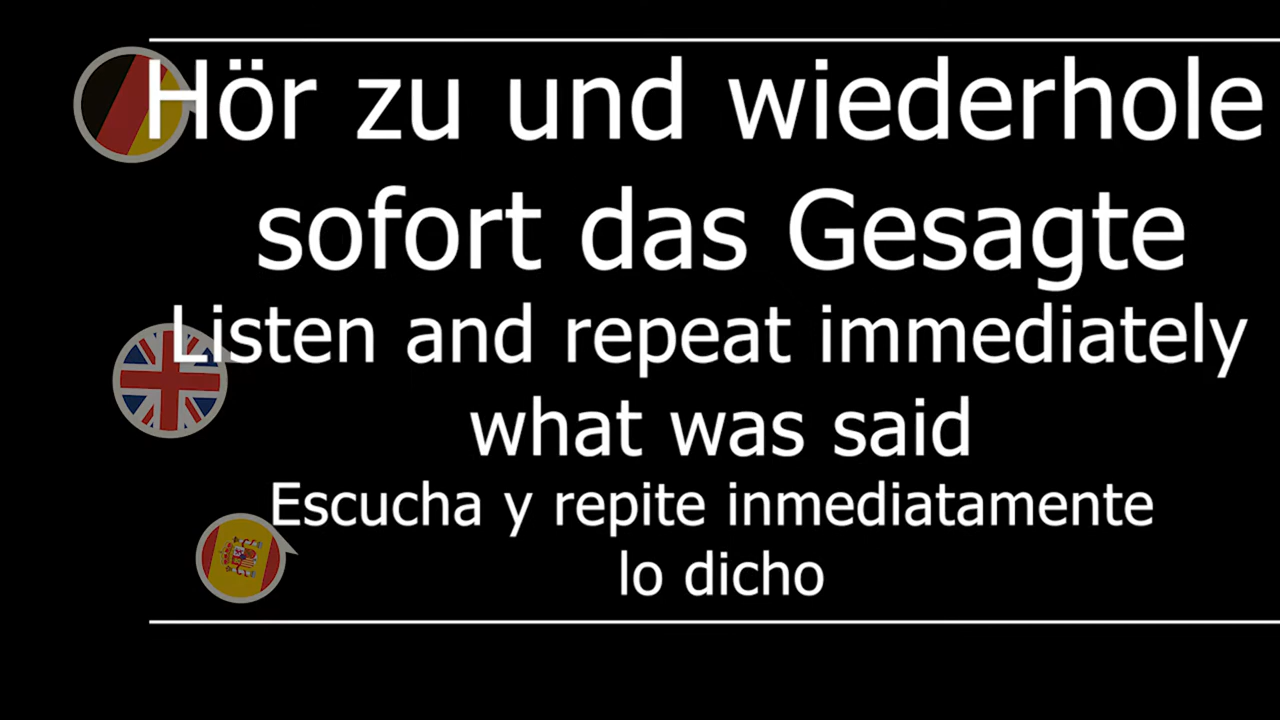 Hör zu und wiederhole
sofort das Gesagte
Listen and repeat immediately
what was said
Escucha y repite inmediatamente
lo dicho